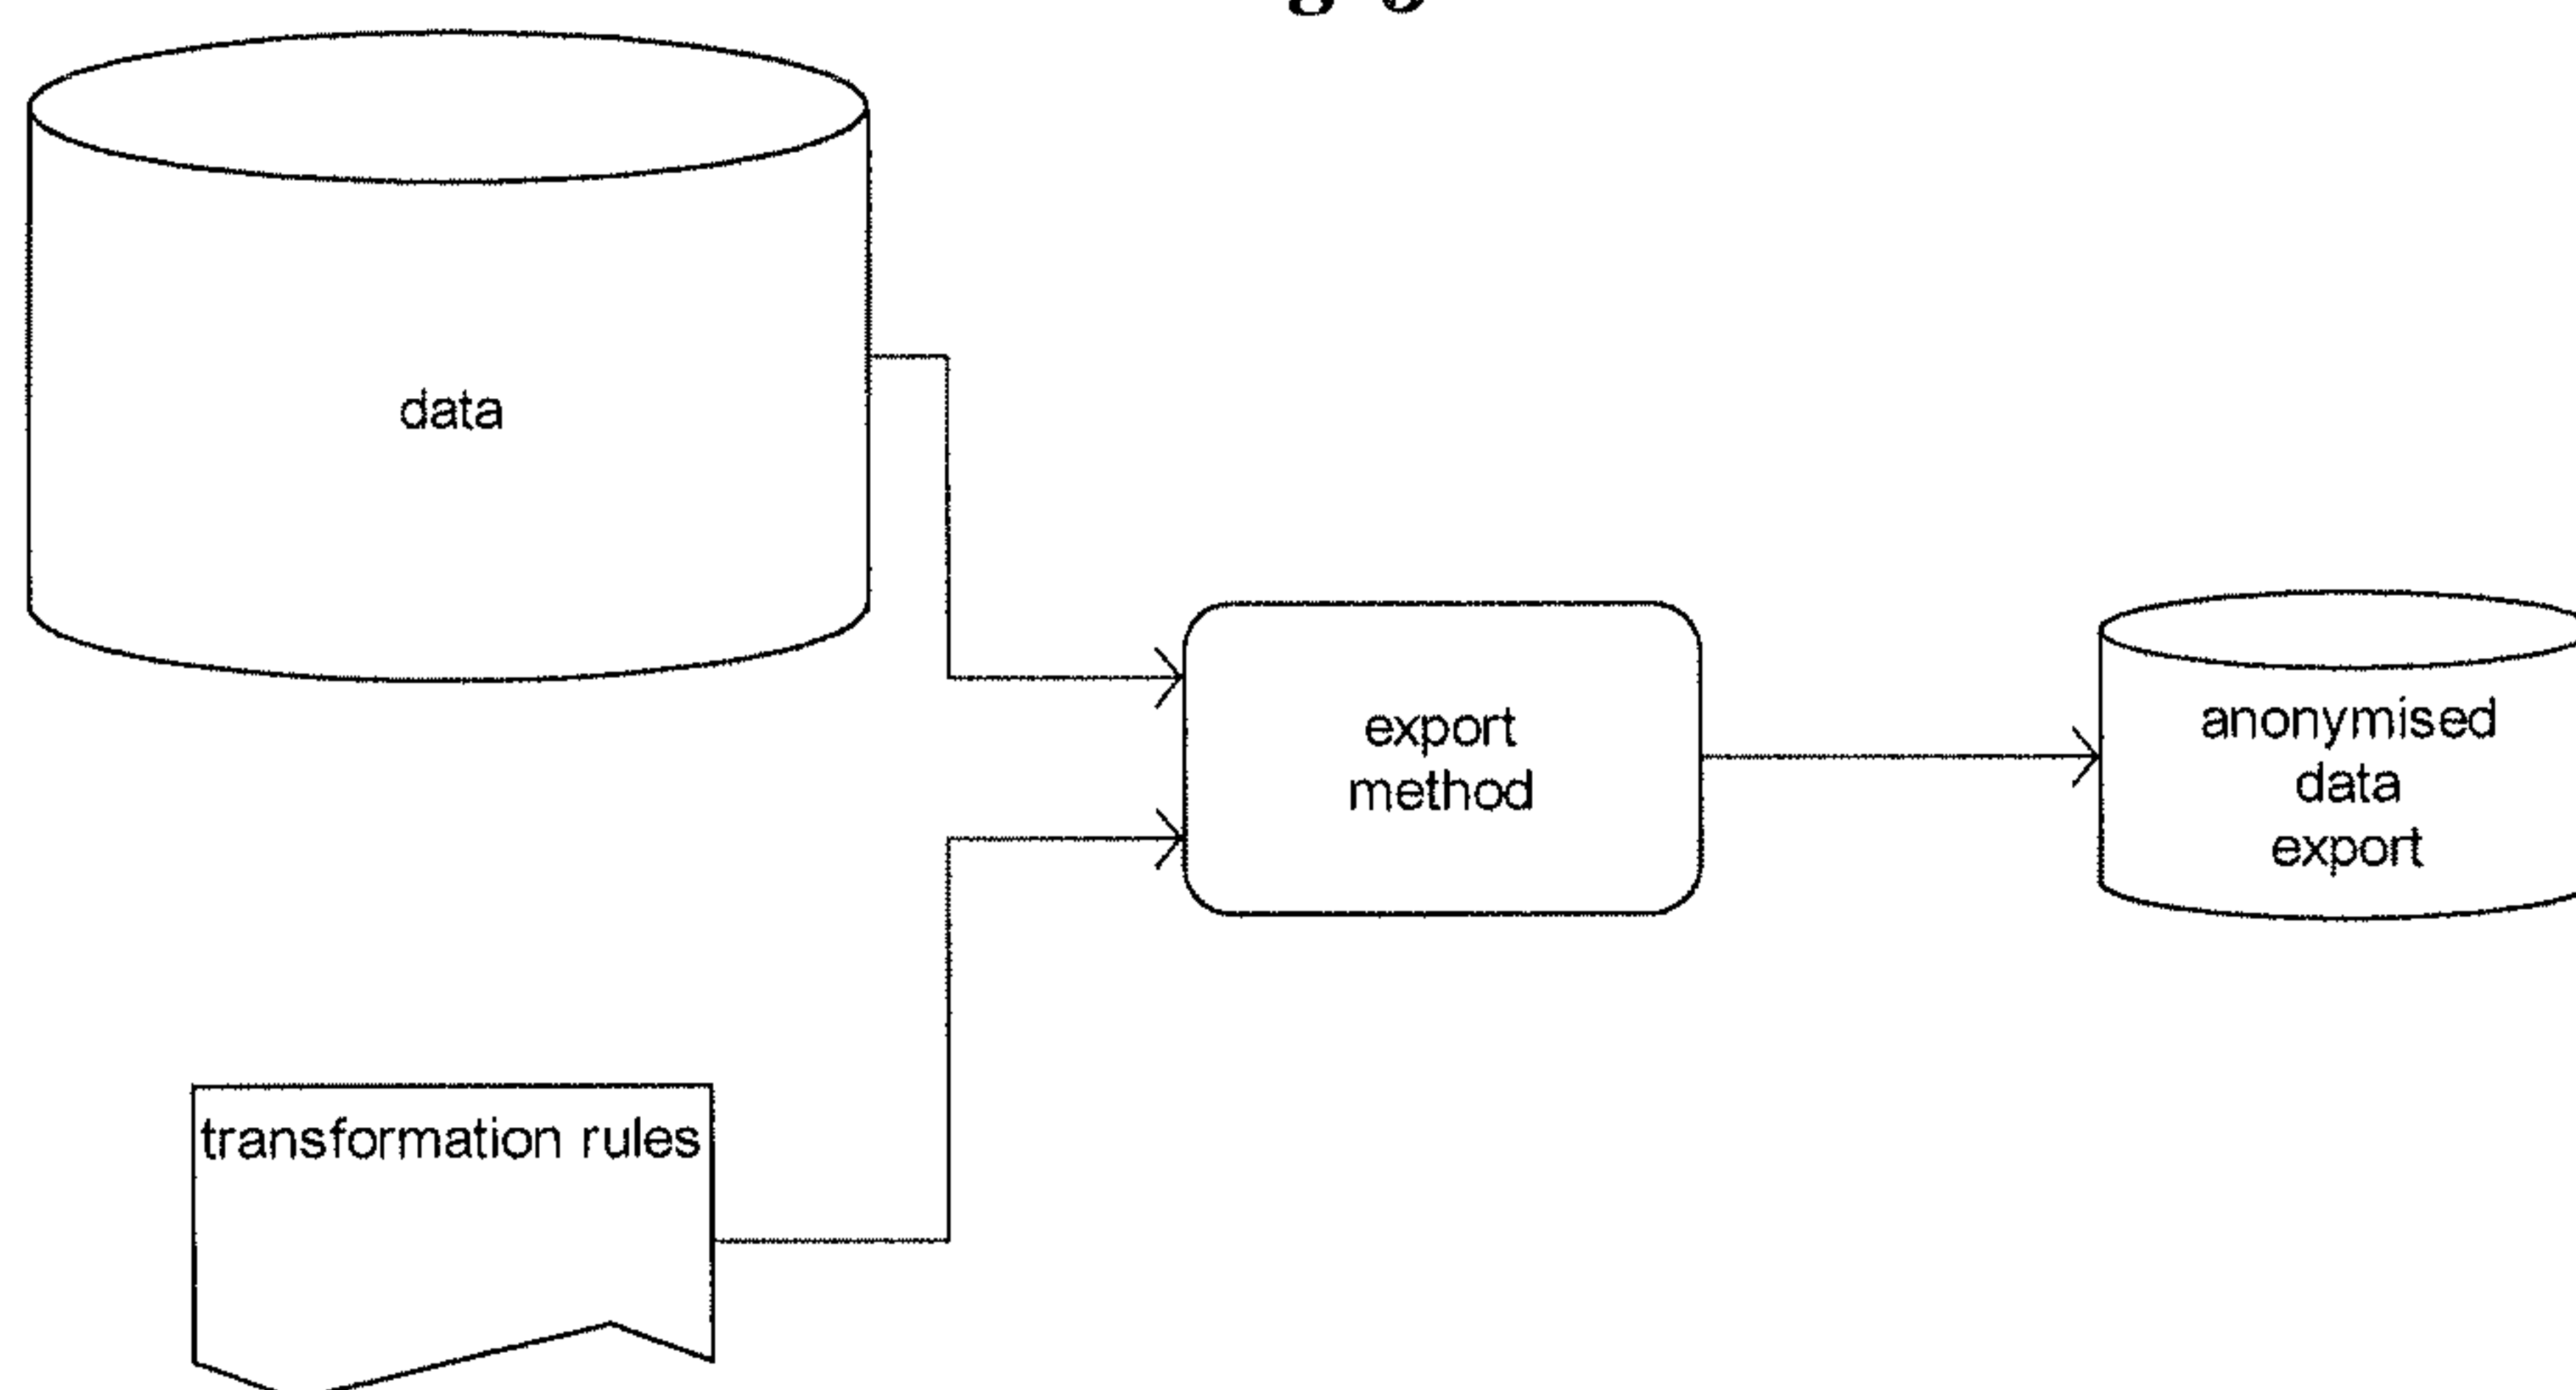 data
export
method
anonymised
data
export
transformation rules